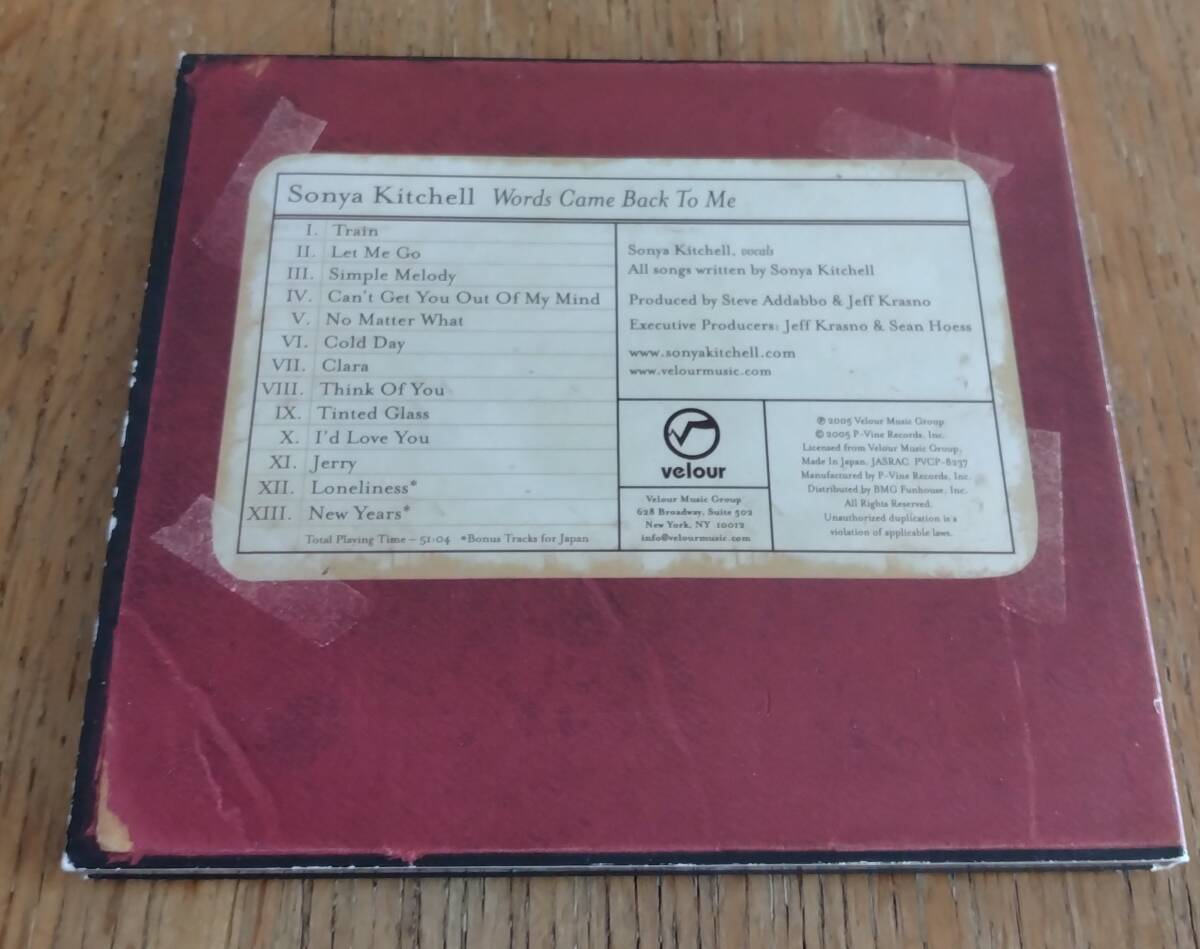 Sonya Kitchell Words Came Back To Me
I. Train
II. Let Me Go
III. Simple Melody
IV. Can't Get You Out Of My Mind
V. No Matter What
VI. Cold Day
VII. Clara
VIII. Think Of You
IX. Tinted Glass
X. I'd Love You
XI. Jerry
XII. Loneliness*
XIII. New Years*
Total Playing Time – 51:04 *Bonus Tracks for Japan
Sonya Kitchell, vocals
All songs written by Sonya Kitchell
Produced by Steve Addabbo & Jeff Krasno
Executive Producers: Jeff Krasno & Sean Hoess
www.sonyakitchell.com
www.velourmusic.com
velour
Velour Music Group
628 Broadway, Suite 502
New York, NY 10012
info@velourmusic.com
℗ 2005 Velour Music Group
© 2005 P-Vine Records, Inc.
Licensed from Velour Music Group.
Made In Japan. JASRAC. PVCP-8237
Manufactured by P-Vine Records, Inc.
Distributed by BMG Funhouse, Inc.
All Rights Reserved.
Unauthorized duplication is a
violation of applicable laws.